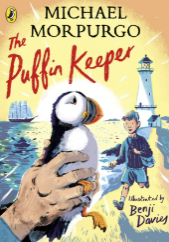 MICHAEL
MORPURGO
The
Puffin Keeper
Illustrated by
Benji Davies